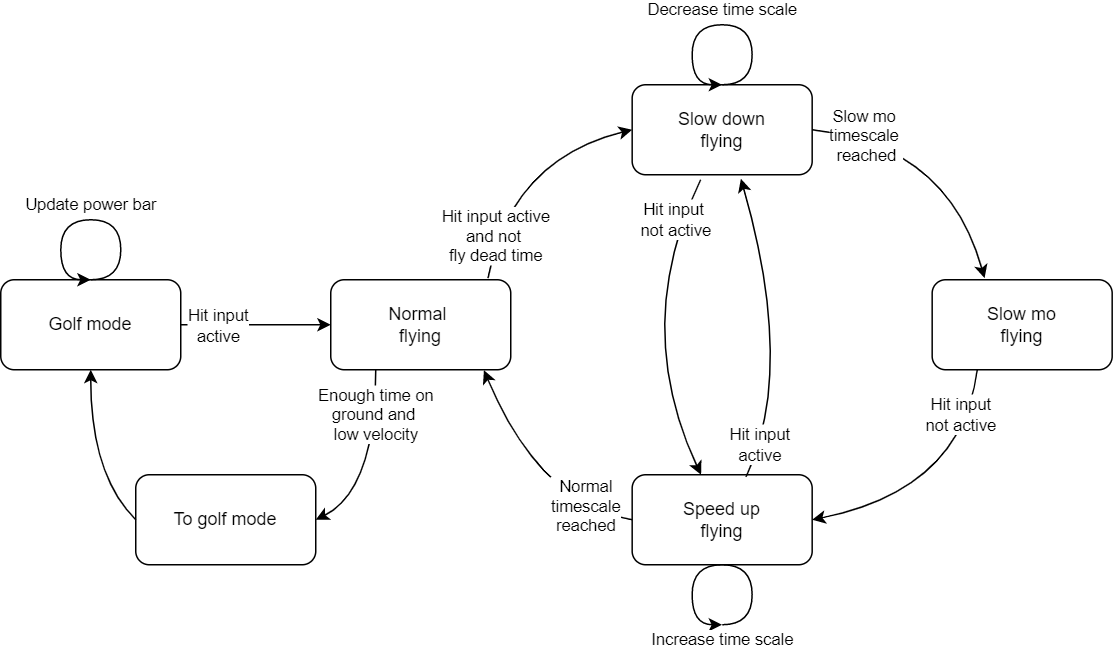 Decrease time scale
Slow down
flying
Slow mo
timescale
reached
Update power bar
Hit input active
and not
fly dead time
Hit input
not active
Golf mode
Hit input
active
Normal
flying
Slow mo
flying
Enough time on
ground and
low velocity
Hit input
not active
Hit input
active
To golf mode
Normal
timescale
reached
Speed up
flying
Increase time scale